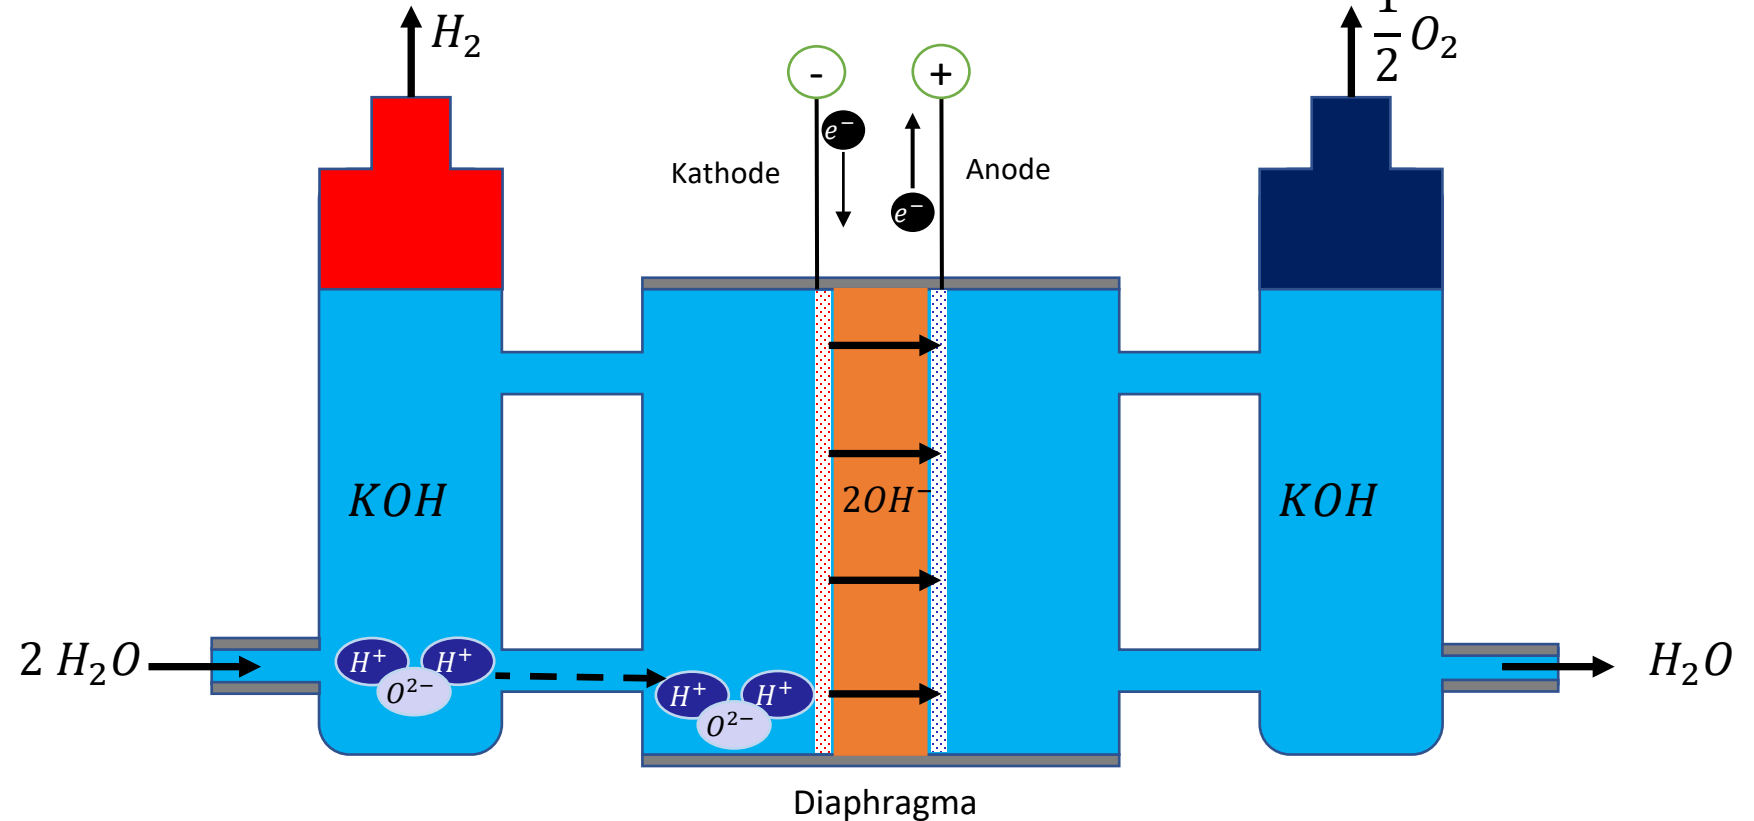 H₂
1/2 O₂
-
+
e⁻
e⁻
Kathode
Anode
KOH
2OH⁻
KOH
2 H₂O
H⁺ H⁺
O²⁻
H⁺ H⁺
O²⁻
H₂O
Diaphragma